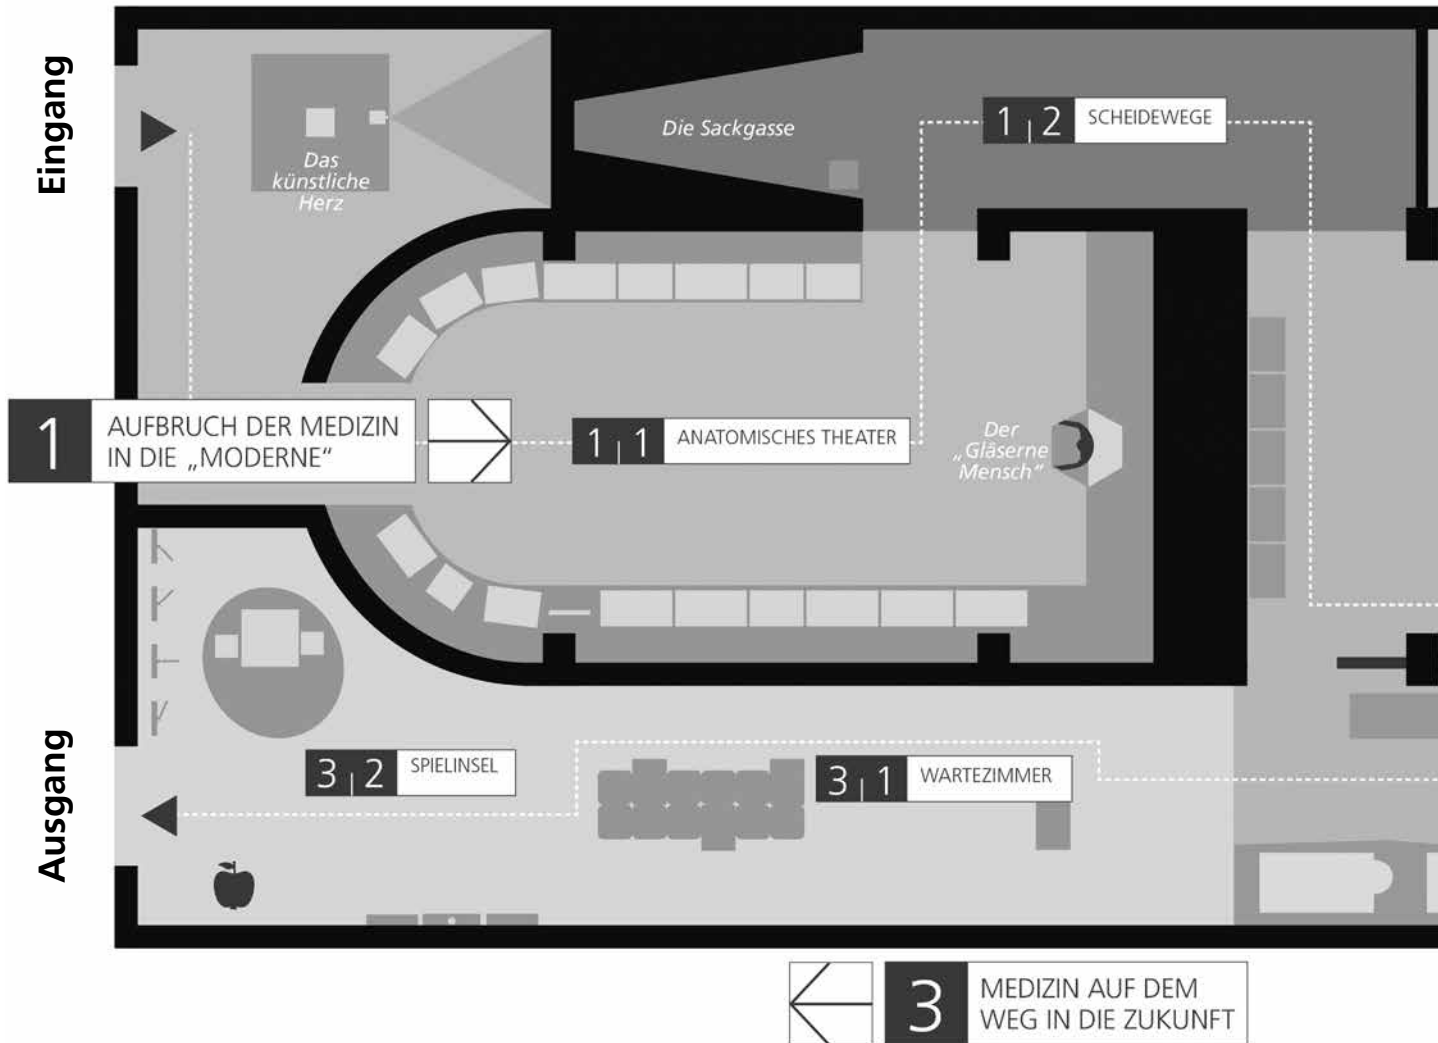 Eingang
Das
künstliche
Herz
Die Sackgasse
1|2 SCHEIDEWEGE
1 AUFBRUCH DER MEDIZIN
IN DIE „MODERNE“
1|1 ANATOMISCHES THEATER
Der
„Gläserne
Mensch“
Ausgang
3|2 SPIELINSEL
3|1 WARTEZIMMER
3 MEDIZIN AUF DEM
WEG IN DIE ZUKUNFT